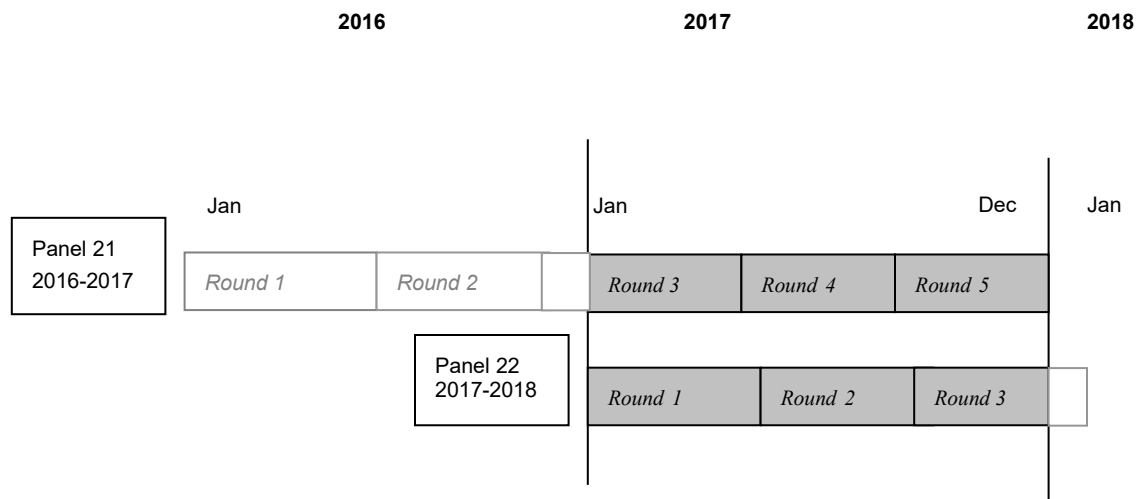 2016 2017 2018
Jan Jan Dec Jan
Panel 21
2016-2017
Round 1 Round 2 Round 3 Round 4 Round 5
Panel 22
2017-2018
Round 1 Round 2 Round 3